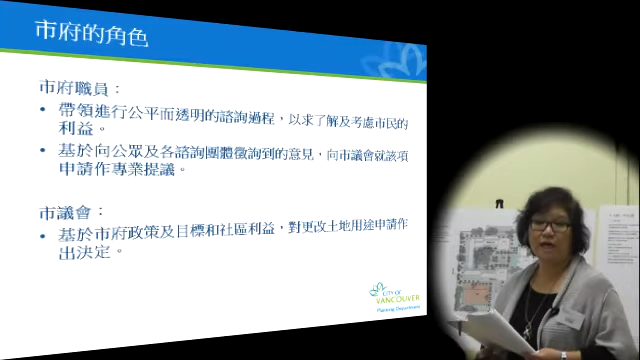 市府的角色
市府職員：
• 帶領進行公平而透明的諮詢過程，以求了解及考慮市民的
利益。
• 基於向公眾及各諮詢團體徵詢到的意見，向市議會就該項
申請作專業提議。
市議會：
• 基於市府政策及目標和社區利益，對更改土地用途申請作
出決定。
CITY OF
VANCOUVER
Planning Department